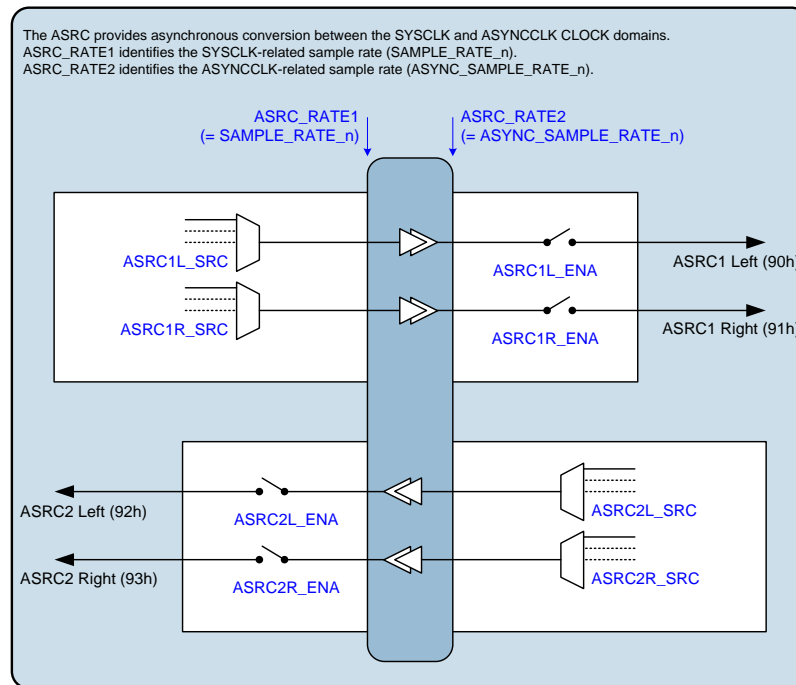 The ASRC provides asynchronous conversion between the SYSCLK and ASYNCCLK CLOCK domains.
ASRC_RATE1 identifies the SYSCLK-related sample rate (SAMPLE_RATE_n).
ASRC_RATE2 identifies the ASYNCCLK-related sample rate (ASYNC_SAMPLE_RATE_n).
ASRC_RATE1
(= SAMPLE_RATE_n)
ASRC_RATE2
(= ASYNC_SAMPLE_RATE_n)
ASRC1L_SRC
ASRC1L_ENA
ASRC1 Left (90h)
ASRC1R_SRC
ASRC1R_ENA
ASRC1 Right (91h)
ASRC2 Left (92h)
ASRC2L_ENA
ASRC2L_SRC
ASRC2 Right (93h)
ASRC2R_ENA
ASRC2R_SRC